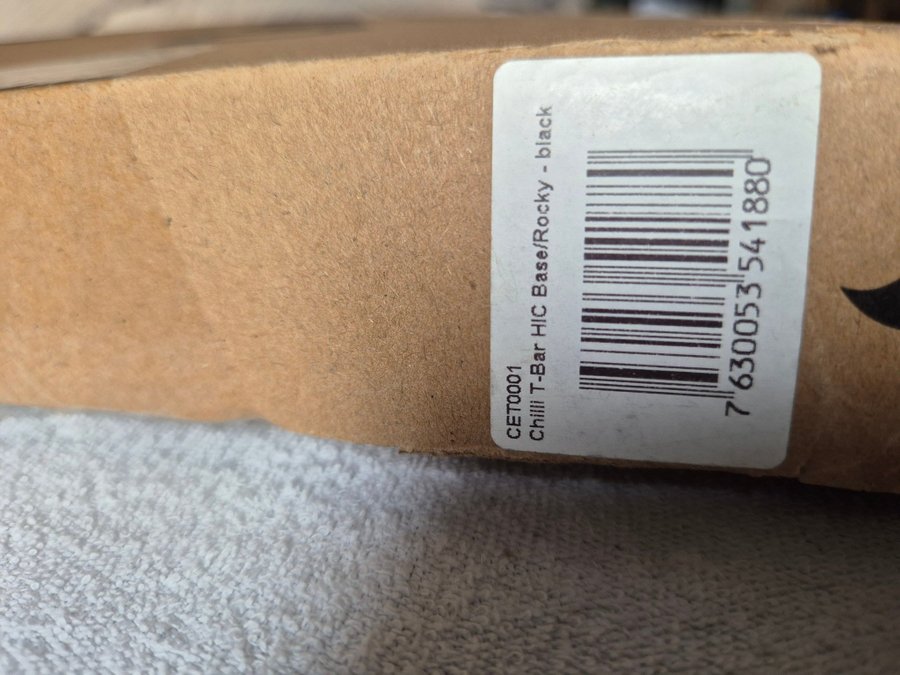 CET0001
Chilli T-Bar HIC Base/Rocky - black
7 630053 541880